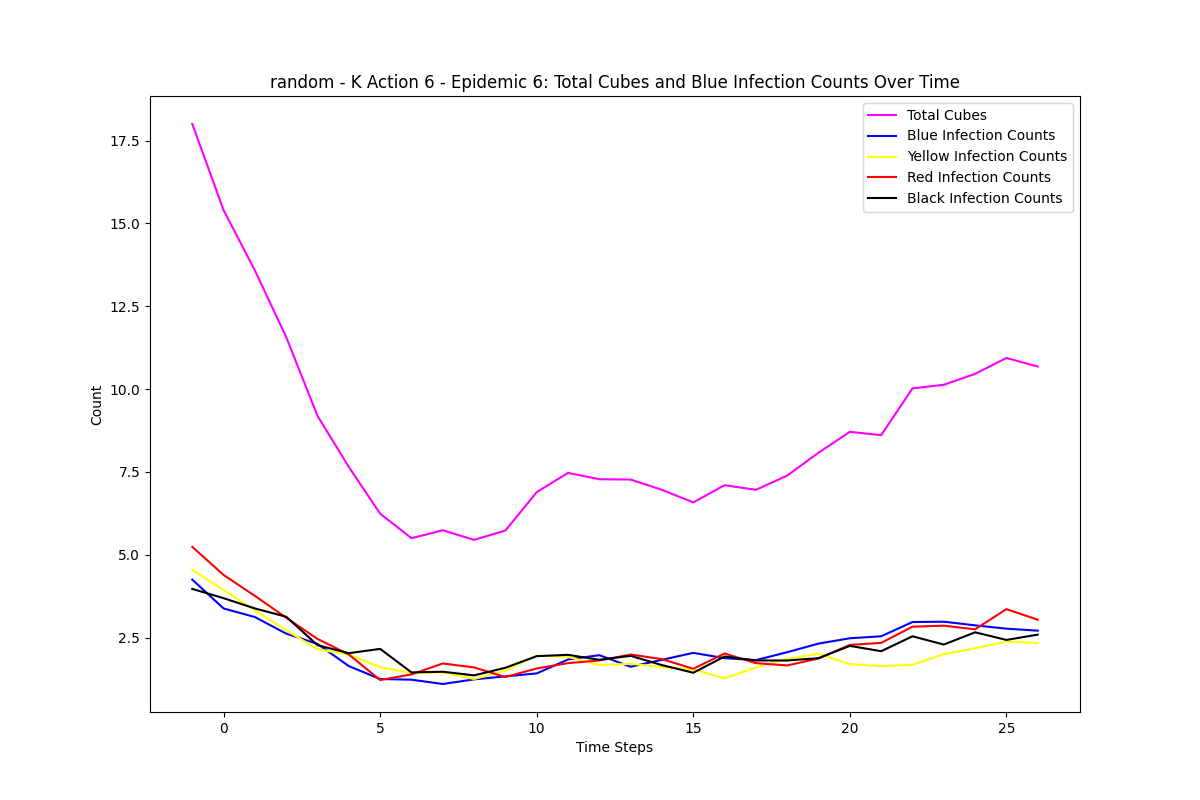 random - K Action 6 - Epidemic 6: Total Cubes and Blue Infection Counts Over Time
Total Cubes
Blue Infection Counts
Yellow Infection Counts
Red Infection Counts
Black Infection Counts
17.5
15.0
12.5
10.0
7.5
5.0
2.5
Count
0 5 10 15 20 25
Time Steps